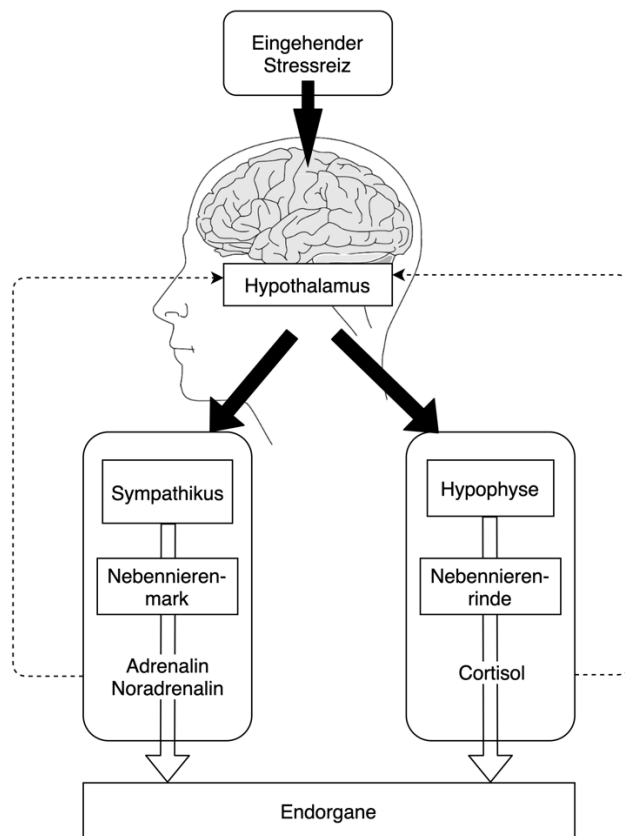 Eingehender
Stressreiz
Hypothalamus
Sympathikus
Nebennieren-
mark
Adrenalin
Noradrenalin
Hypophyse
Nebennieren-
rinde
Cortisol
Endorgane